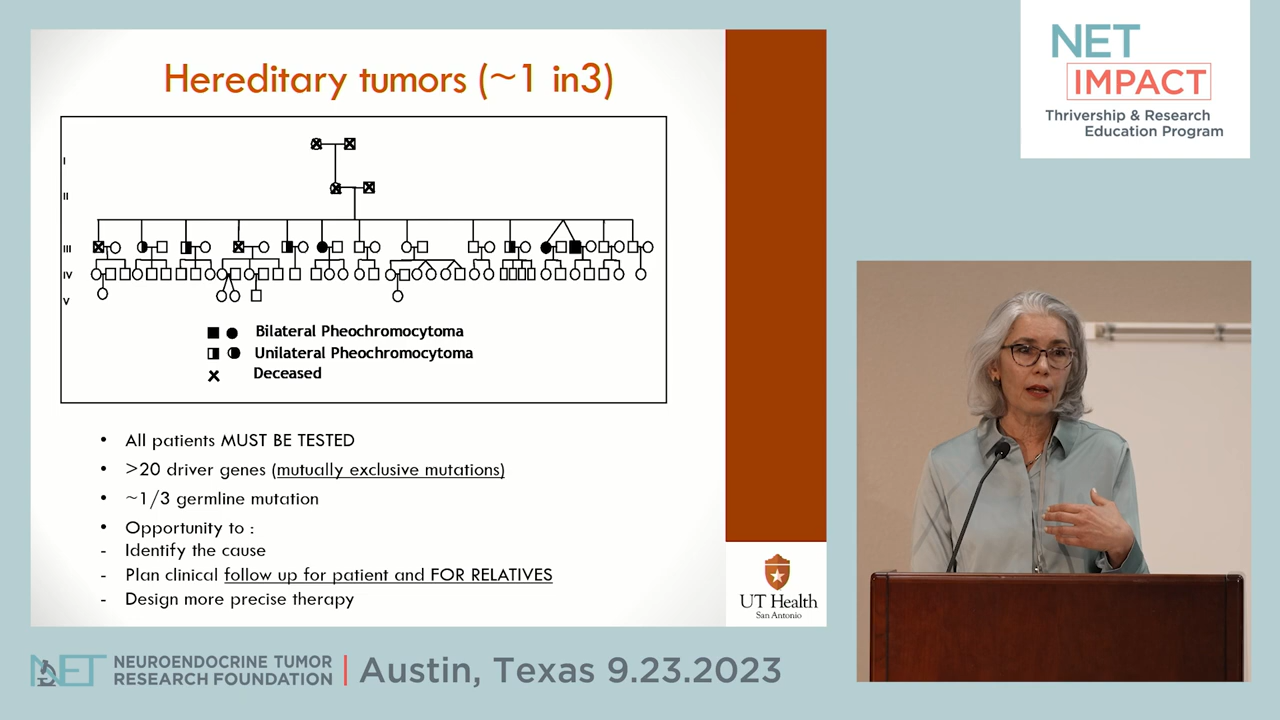 Hereditary tumors (~1 in3)
I
II
III
IV
V
Bilateral Pheochromocytoma
Unilateral Pheochromocytoma
Deceased
• All patients MUST BE TESTED
• >20 driver genes (mutually exclusive mutations)
• ~1/3 germline mutation
• Opportunity to :
- Identify the cause
- Plan clinical follow up for patient and FOR RELATIVES
- Design more precise therapy
UT Health
San Antonio
NET
IMPACT
Thrivership & Research
Education Program
NET NEUROENDOCRINE TUMOR
RESEARCH FOUNDATION
Austin, Texas 9.23.2023